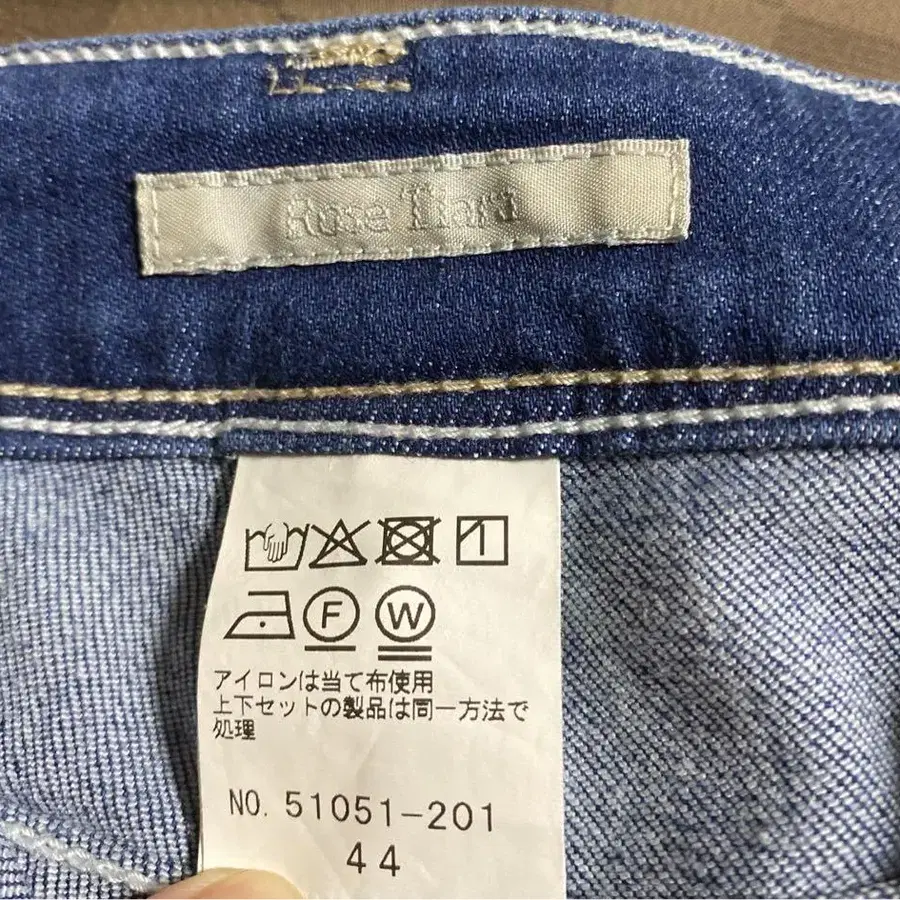 Rose Tiara
F W
アイロンは当て布使用
上下セットの製品は同一方法で
処理
NO. 51051-201
44